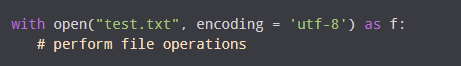 with open("test.txt", encoding = 'utf-8') as f:
   # perform file operations